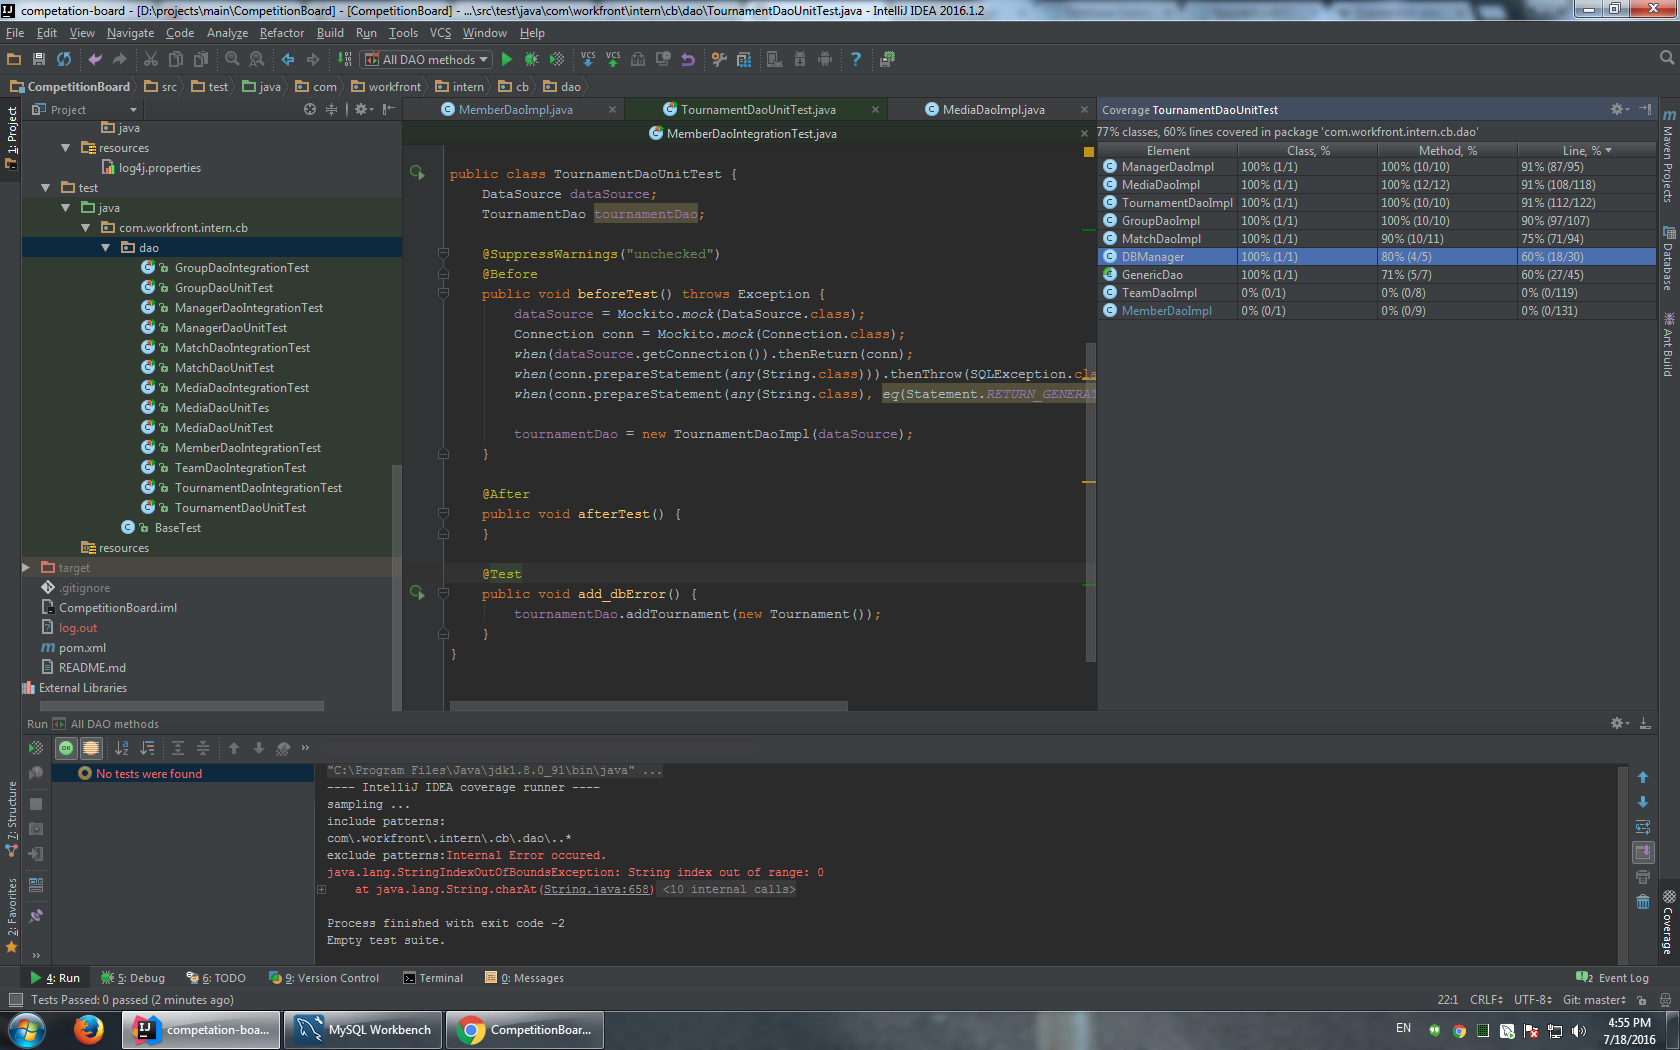 competation-board - [D:\projects\main\CompetitionBoard] - [CompetitionBoard] - ...\src\test\java\com\workfront\intern\cb\dao\TournamentDaoUnitTest.java - IntelliJ IDEA 2016.1.2
File Edit View Navigate Code Analyze Refactor Build Run Tools VCS Window Help
All DAO methods
CompetitionBoard src test java com workfront intern cb dao
Project
MemberDaoImpl.java TournamentDaoUnitTest.java MediaDaoImpl.java
MemberDaoIntegrationTest.java
1: Project
java
resources
log4j.properties
test
java
com.workfront.intern.cb
dao
GroupDaoIntegrationTest
GroupDaoUnitTest
ManagerDaoIntegrationTest
ManagerDaoUnitTest
MatchDaoIntegrationTest
MatchDaoUnitTest
MediaDaoIntegrationTest
MediaDaoUnitTes
MediaDaoUnitTest
MemberDaoIntegrationTest
TeamDaoIntegrationTest
TournamentDaoIntegrationTest
TournamentDaoUnitTest
BaseTest
resources
target
.gitignore
CompetitionBoard.iml
log.out
pom.xml
README.md
External Libraries
public class TournamentDaoUnitTest {
DataSource dataSource;
TournamentDao tournamentDao;
@SuppressWarnings("unchecked")
@Before
public void beforeTest() throws Exception {
dataSource = Mockito.mock(DataSource.class);
Connection conn = Mockito.mock(Connection.class);
when(dataSource.getConnection()).thenReturn(conn);
when(conn.prepareStatement(any(String.class))).thenThrow(SQLException.cla
when(conn.prepareStatement(any(String.class), eq(Statement.RETURN_GENERAT
tournamentDao = new TournamentDaoImpl(dataSource);
}
@After
public void afterTest() {
}
@Test
public void add_dbError() {
tournamentDao.addTournament(new Tournament());
}
}
Coverage TournamentDaoUnitTest
77% classes, 60% lines covered in package 'com.workfront.intern.cb.dao'
Element Class, % Method, % Line, %
ManagerDaoImpl 100% (1/1) 100% (10/10) 91% (87/95)
MediaDaoImpl 100% (1/1) 100% (12/12) 91% (108/118)
TournamentDaoImpl 100% (1/1) 100% (10/10) 91% (112/122)
GroupDaoImpl 100% (1/1) 100% (10/10) 90% (97/107)
MatchDaoImpl 100% (1/1) 90% (10/11) 75% (71/94)
DBManager 100% (1/1) 80% (4/5) 60% (18/30)
GenericDao 100% (1/1) 71% (5/7) 60% (27/45)
TeamDaoImpl 0% (0/1) 0% (0/8) 0% (0/119)
MemberDaoImpl 0% (0/1) 0% (0/9) 0% (0/131)
Maven Projects
Database
Ant Build
Run All DAO methods
No tests were found
"C:\Program Files\Java\jdk1.8.0_91\bin\java" ...
---- IntelliJ IDEA coverage runner ----
sampling ...
include patterns:
com\.workfront\.intern\.cb\.dao\..*
exclude patterns:Internal Error occured.
java.lang.StringIndexOutOfBoundsException: String index out of range: 0
at java.lang.String.charAt(String.java:658) <10 internal calls>
Process finished with exit code -2
Empty test suite.
7: Structure
2: Favorites
Coverage
4: Run 5: Debug 6: TODO 9: Version Control Terminal 0: Messages 2 Event Log
Tests Passed: 0 passed (2 minutes ago) 22:1 CRLF UTF-8 Git: master
competation-boa... MySQL Workbench CompetitionBoar... EN 4:55 PM
7/18/2016